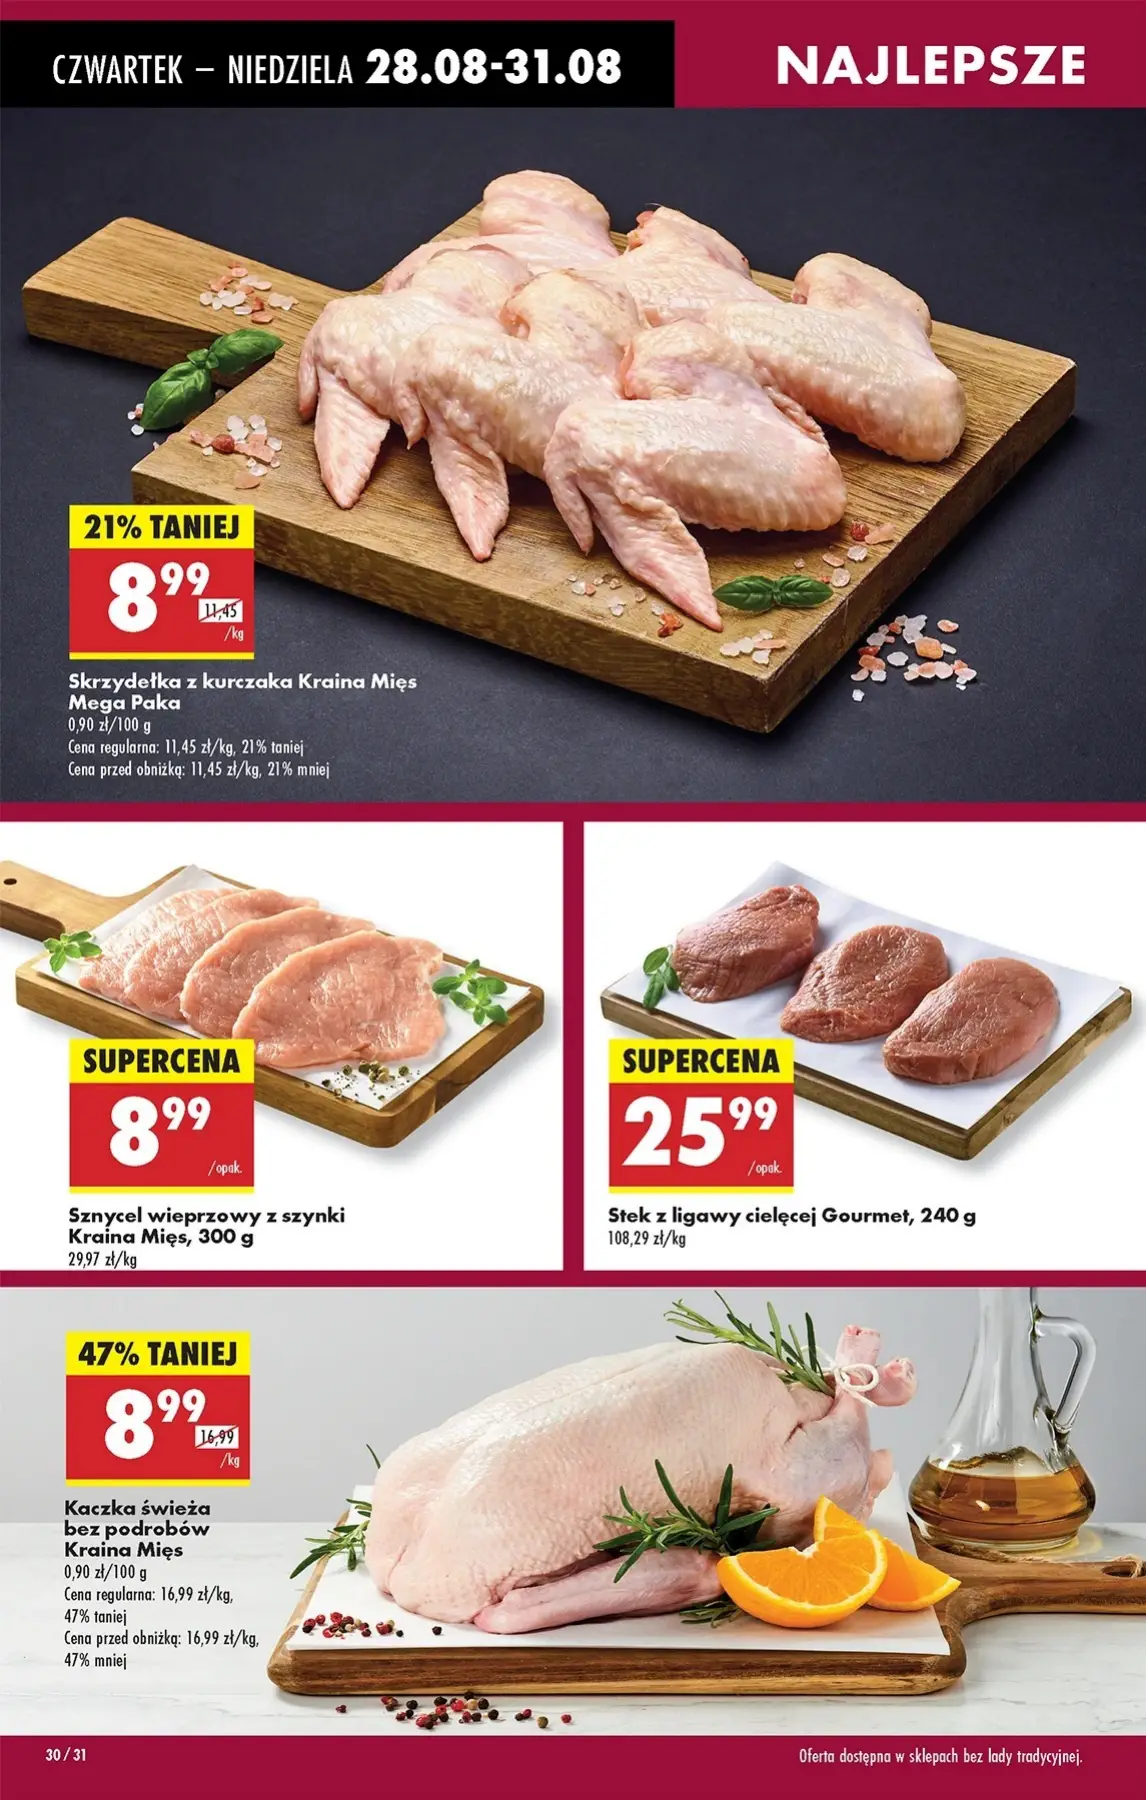 CZWARTEK – NIEDZIELA 28.08-31.08
NAJLEPSZE
21% TANIEJ
8 99
11,45
/kg
Skrzydełka z kurczaka Kraina Mięs
Mega Paka
0,90 zł/100 g
Cena regularna: 11,45 zł/kg, 21% taniej
Cena przed obniżką: 11,45 zł/kg, 21% mniej
SUPERCENA
8 99
/opak.
Sznycel wieprzowy z szynki
Kraina Mięs, 300 g
29,97 zł/kg
SUPERCENA
25 99
/opak.
Stek z ligawy cielęcej Gourmet, 240 g
108,29 zł/kg
47% TANIEJ
8 99
16,99
/kg
Kaczka świeża
bez podrobów
Kraina Mięs
0,90 zł/100 g
Cena regularna: 16,99 zł/kg,
47% taniej
Cena przed obniżką: 16,99 zł/kg,
47% mniej
30 / 31
Oferta dostępna w sklepach bez lady tradycyjnej.